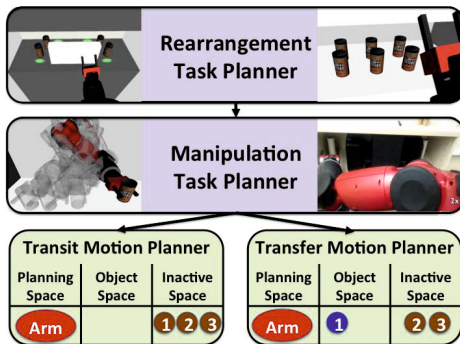 Rearrangement
Task Planner
Manipulation
Task Planner
2x
Transit Motion Planner
Planning Space
Object Space
Inactive Space
Arm
1 2 3
Transfer Motion Planner
Planning Space
Object Space
Inactive Space
Arm
1
2 3